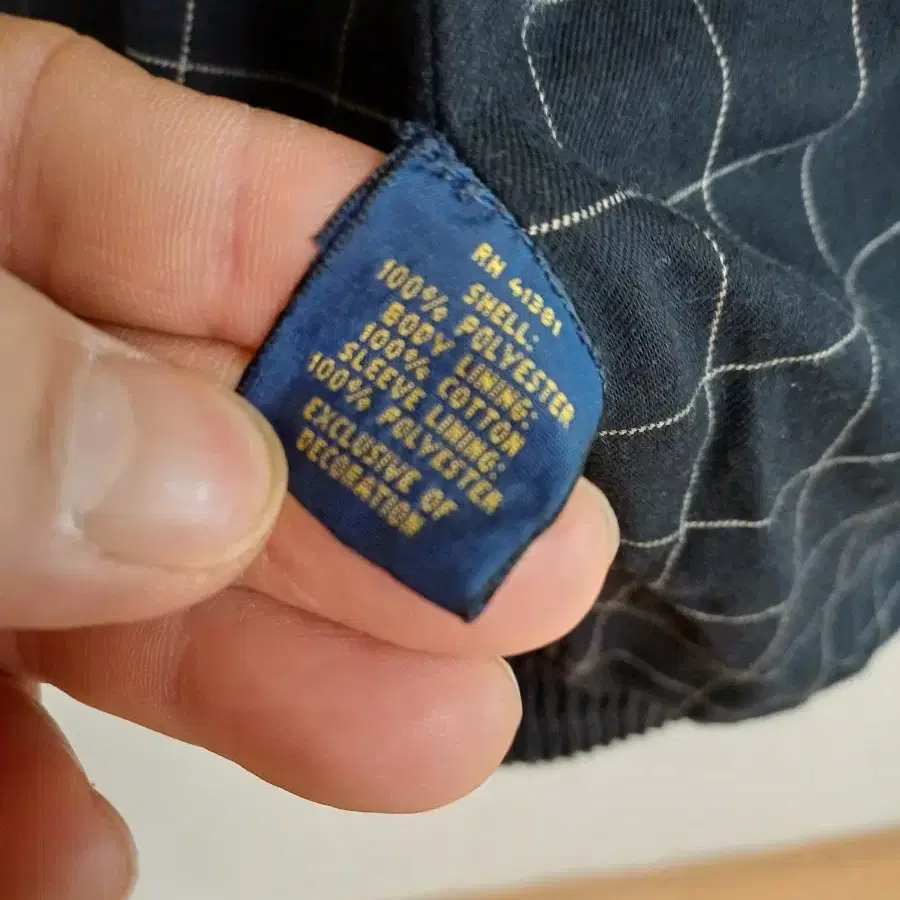 RN 41381
SHELL:
100% POLYESTER
BODY LINING:
100% COTTON
SLEEVE LINING:
100% POLYESTER
EXCLUSIVE OF
DECORATION